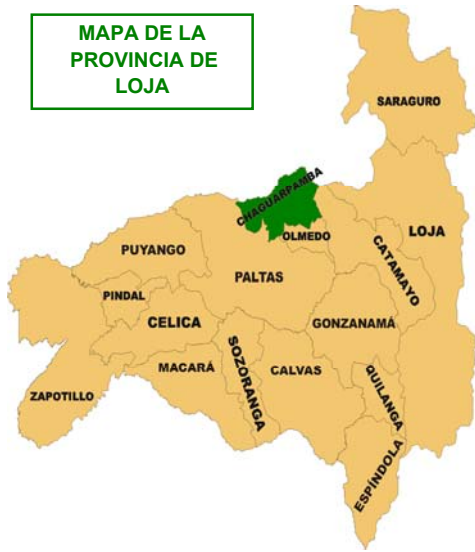 MAPA DE LA
PROVINCIA DE
LOJA
SARAGURO
CHAGUARPAMBA
LOJA
OLMEDO
CATAMAYO
PUYANGO
PALTAS
PINDAL
CELICA
GONZANAMÁ
SOZORANGA
MACARÁ
CALVAS
QUILANGA
ZAPOTILLO
ESPÍNDOLA